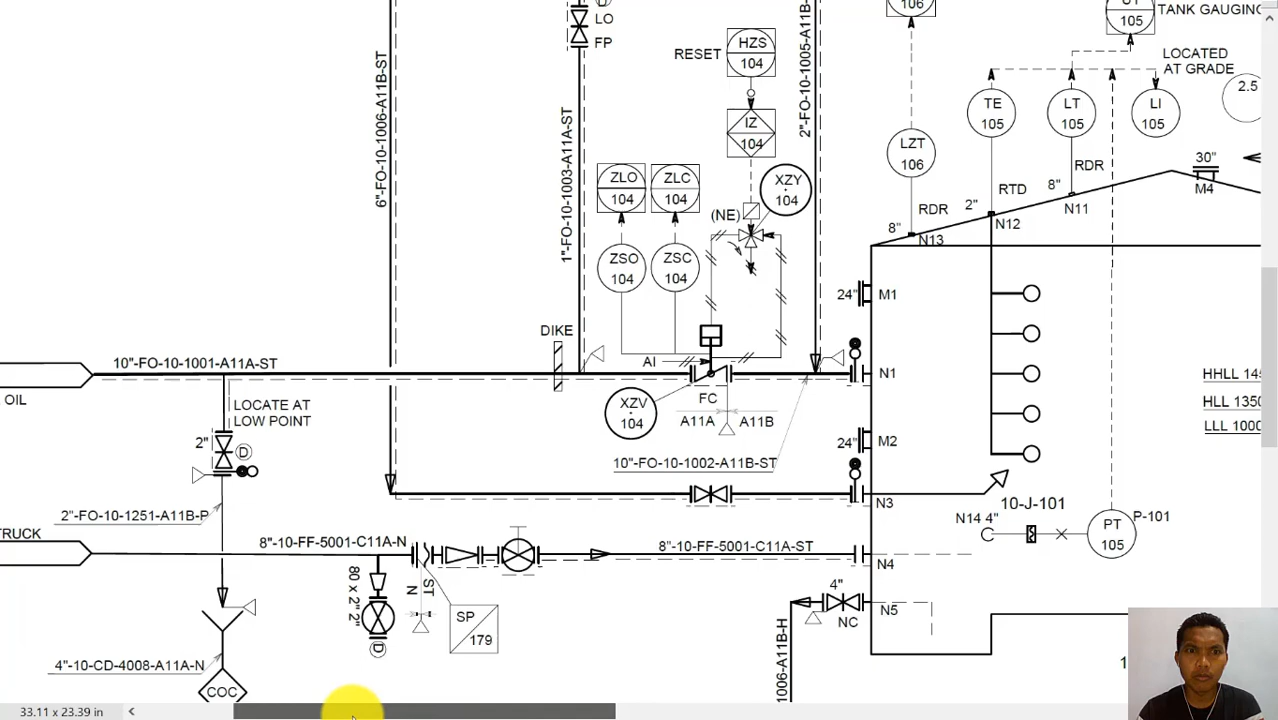 106
UT
105
TANK GAUGING
LO
FP
HZS
104
RESET
LOCATED
AT GRADE
TE
105
LT
105
LI
105
2.5
6"-FO-10-1006-A11B-ST
1"-FO-10-1003-A11A-ST
2"-FO-10-1005-A11B
IZ
104
LZT
106
RDR
30"
M4
ZLO
104
ZLC
104
XZY
104
(NE)
RTD
8"
N11
2"
N12
RDR
8"
N13
ZSO
104
ZSC
104
24"
M1
DIKE
10"-FO-10-1001-A11A-ST
AI
N1
OIL
FC
XZV
104
A11A
A11B
HHLL 145
HLL 1350
LLL 1000
LOCATE AT
LOW POINT
2"
D
24"
M2
10"-FO-10-1002-A11B-ST
N3
10-J-101
2"-FO-10-1251-A11B-P
N14 4"
PT
105
P-101
TRUCK
8"-10-FF-5001-C11A-N
8"-10-FF-5001-C11A-ST
N4
80 x 2"
2"
N
ST
4"
N5
NC
SP
179
D
4"-10-CD-4008-A11A-N
1006-A11B-H
COC
1
33.11 x 23.39 in